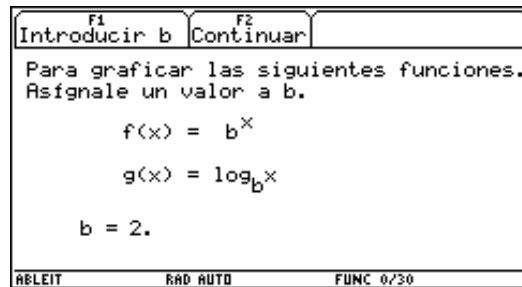 F1 F2
Introducir b Continuar
Para graficar las siguientes funciones.
Asígnale un valor a b.
f(x) = b^x
g(x) = log_b x
b = 2.
ABLEIT RAD AUTO FUNC 0/30